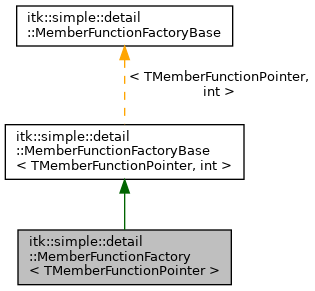 itk::simple::detail
::MemberFunctionFactoryBase
< TMemberFunctionPointer,
int >
itk::simple::detail
::MemberFunctionFactoryBase
< TMemberFunctionPointer, int >
itk::simple::detail
::MemberFunctionFactory
< TMemberFunctionPointer >